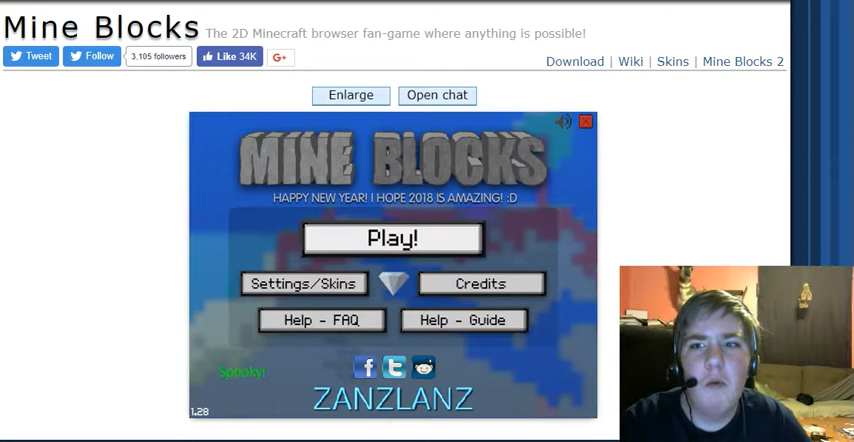 Mine Blocks The 2D Minecraft browser fan-game where anything is possible!
Tweet Follow 3,105 followers Like 34K G+
Download | Wiki | Skins | Mine Blocks 2
Enlarge Open chat
MINE BLOCKS
HAPPY NEW YEAR! I HOPE 2018 IS AMAZING! :D
Play!
Settings/Skins Credits
Help - FAQ Help - Guide
Spooky!
ZANZLANZ
1.28